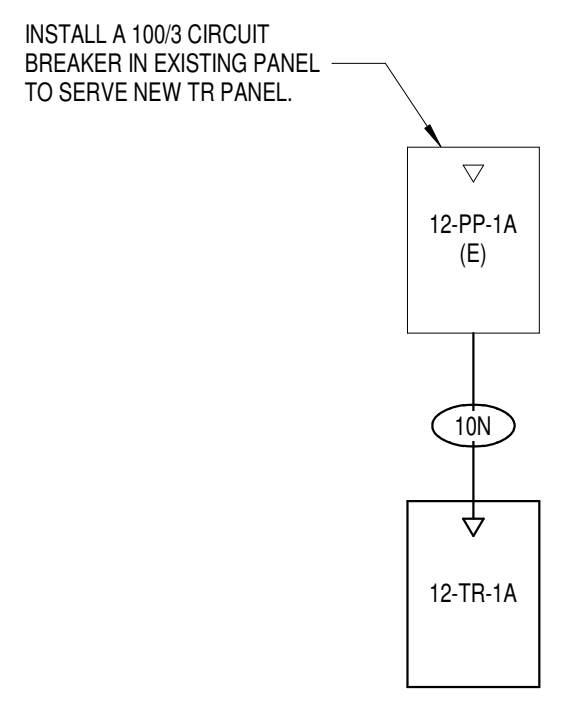 INSTALL A 100/3 CIRCUIT
BREAKER IN EXISTING PANEL
TO SERVE NEW TR PANEL.
12-PP-1A
(E)
10N
12-TR-1A